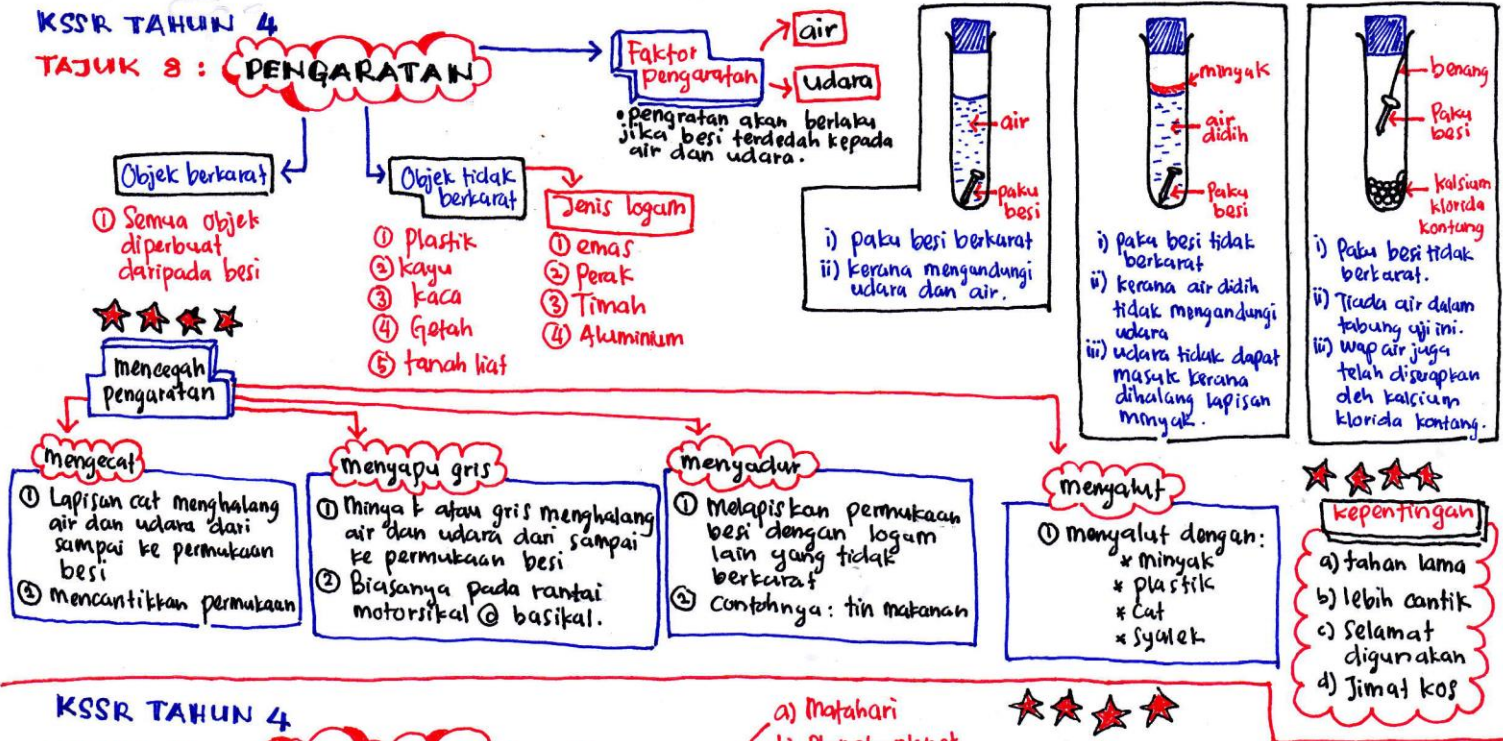 KSSR TAHUN 4
TAJUK 8 : PENGARATAN
Faktor
pengaratan
air
udara
• pengratan akan berlaku
jika besi terdedah kepada
air dan udara.
Objek berkarat
① Semua objek
diperbuat
daripada besi
Objek tidak
berkarat
① Plastik
② kayu
③ kaca
④ Getah
⑤ tanah liat
Jenis logam
① emas
② Perak
③ Timah
④ Aluminium
air
paku
besi
i) paku besi berkarat
ii) kerana mengandungi
udara dan air.
minyak
air
didih
Paku
besi
i) paku besi tidak
berkarat
ii) kerana air didih
tidak mengandungi
udara
iii) udara tidak dapat
masuk kerana
dihalang lapisan
minyak.
benang
Paku
besi
kalsium
klorida
kontang
i) Paku besi tidak
berkarat.
ii) Tiada air dalam
tabung uji ini.
iii) wap air juga
telah diserapkan
oleh kalsium
klorida kontang.
mencegah
pengaratan
mengecat
① Lapisan cat menghalang
air dan udara dari
sampai ke permukaan
besi
② mencantikkan permukaan
menyapu gris
① minyak atau gris menghalang
air dan udara dari sampai
ke permukaan besi
② Biasanya pada rantai
motorsikal @ basikal.
menyadur
① melapiskan permukaan
besi dengan logam
lain yang tidak
berkarat
② Contohnya: tin makanan
menyalut
① menyalut dengan:
* minyak
* plastik
* cat
* syalek
kepentingan
a) tahan lama
b) lebih cantik
c) Selamat
digunakan
d) Jimat kos
KSSR TAHUN 4
a) Matahari